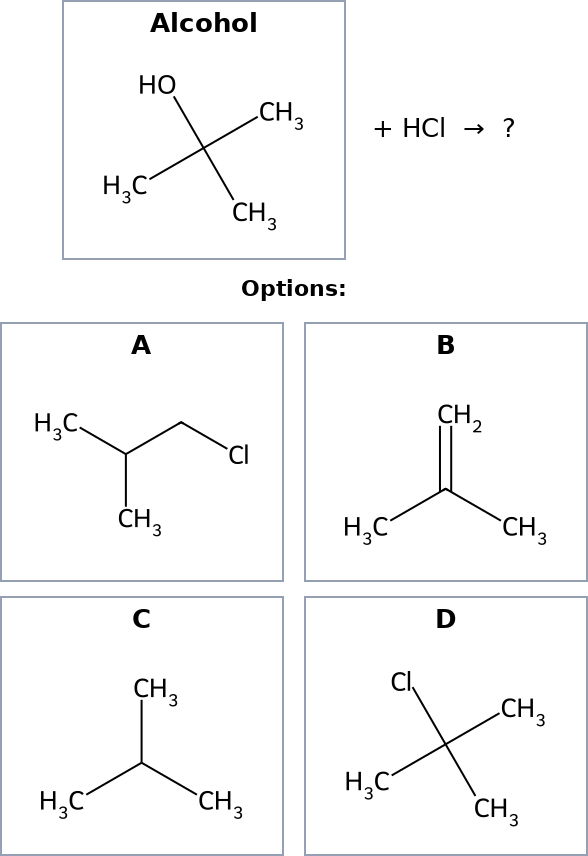 Alcohol
HO
CH3
H3C
CH3
+ HCl → ?
Options:
A
H3C
Cl
CH3
B
CH2
H3C
CH3
C
CH3
H3C
CH3
D
Cl
CH3
H3C
CH3